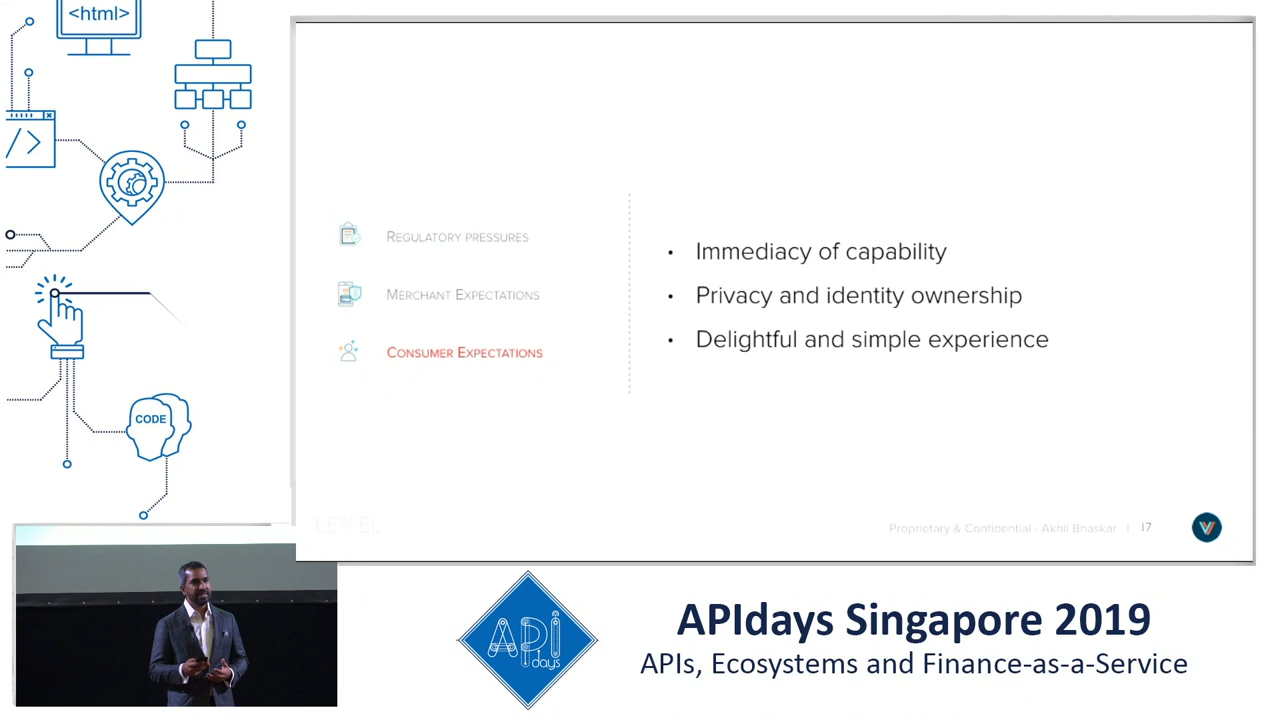 <html>
</>
CODE
REGULATORY PRESSURES
MERCHANT EXPECTATIONS
CONSUMER EXPECTATIONS
• Immediacy of capability
• Privacy and identity ownership
• Delightful and simple experience
LEVEL
Proprietary & Confidential - Akhil Bhaskar | 17
API
days
APIdays Singapore 2019
APIs, Ecosystems and Finance-as-a-Service